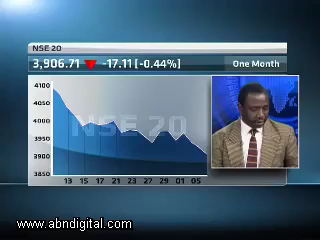 NSE 20
3,906.71 -17.11 [-0.44%] One Month
4100
4050
4000
3950
3900
3850
NSE 20
13 15 17 21 23 27 29 01 05
www.abndigital.com